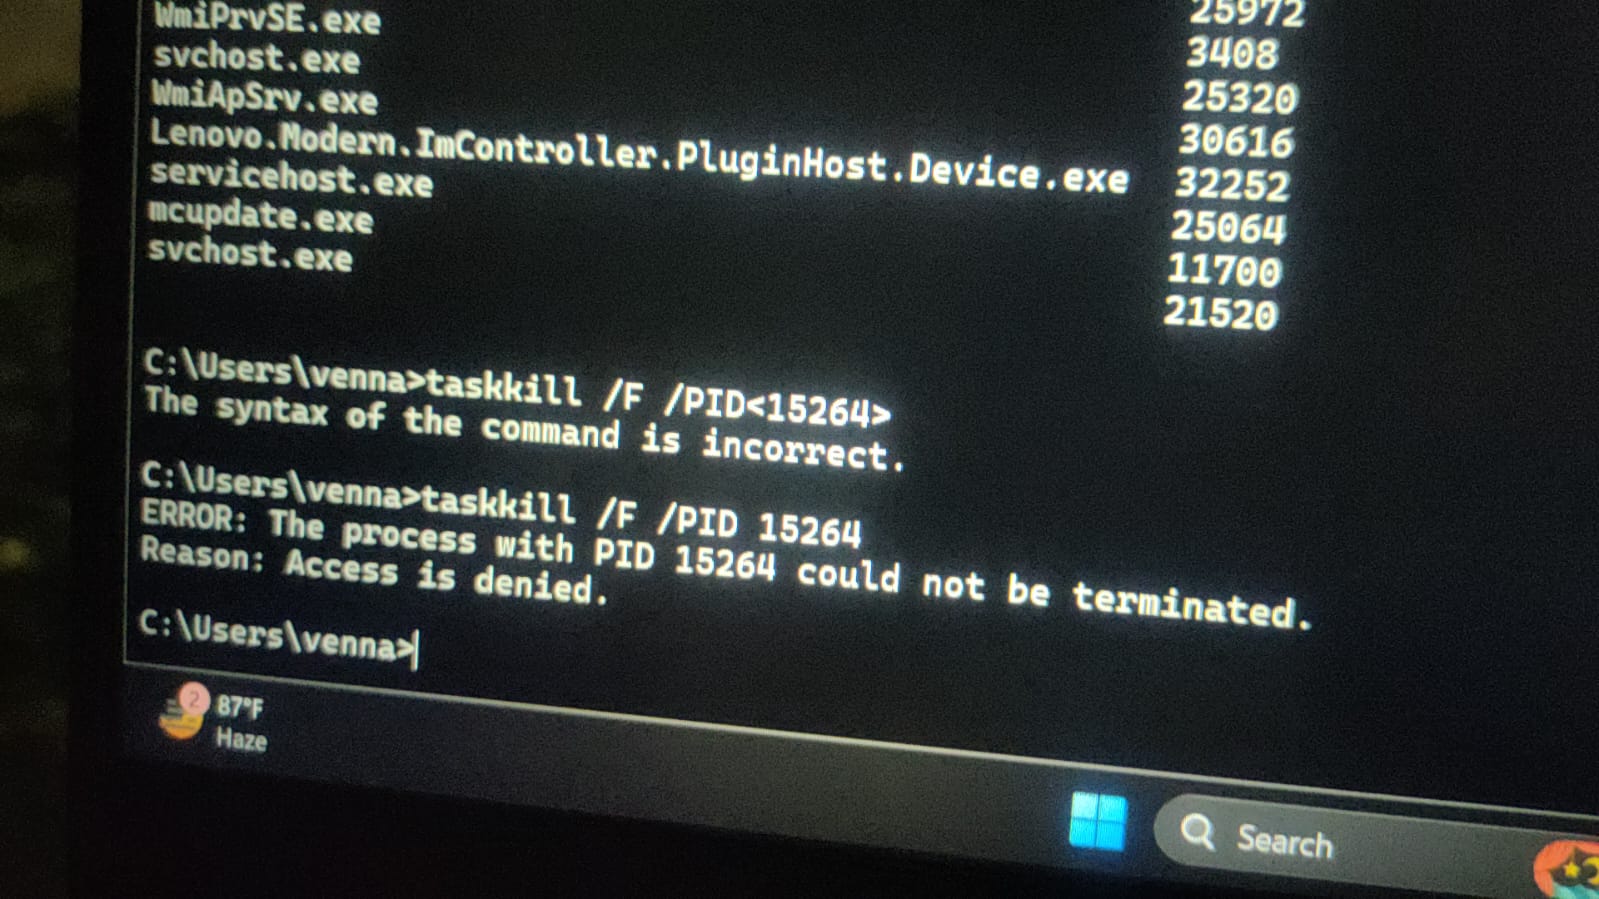 WmiPrvSE.exe 25972
svchost.exe 3408
WmiApSrv.exe 25320
Lenovo.Modern.ImController.PluginHost.Device.exe 30616
servicehost.exe 32252
mcupdate.exe 25064
svchost.exe 11700
21520
C:\Users\venna>taskkill /F /PID<15264>
The syntax of the command is incorrect.
C:\Users\venna>taskkill /F /PID 15264
ERROR: The process with PID 15264 could not be terminated.
Reason: Access is denied.
C:\Users\venna>
2
87°F
Haze
Search